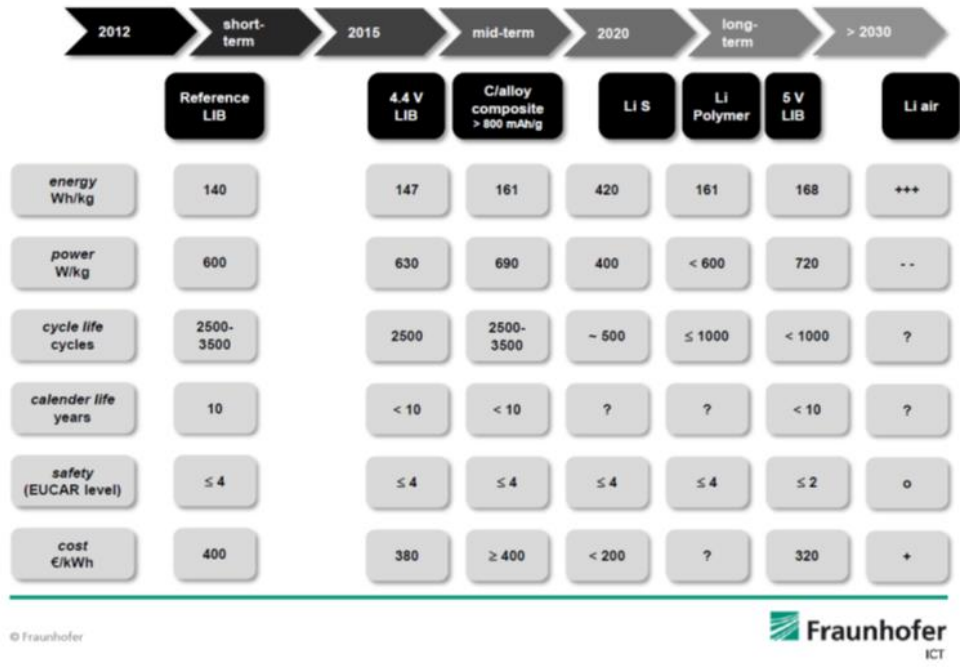 2012
short-
term
2015
mid-term
2020
long-
term
> 2030
Reference
LIB
4.4 V
LIB
C/alloy
composite
> 800 mAh/g
Li S
Li
Polymer
5 V
LIB
Li air
energy
Wh/kg
140
147
161
420
161
168
+++
power
W/kg
600
630
690
400
< 600
720
- -
cycle life
cycles
2500-
3500
2500
2500-
3500
~ 500
≤ 1000
< 1000
?
calender life
years
10
< 10
< 10
?
?
< 10
?
safety
(EUCAR level)
≤ 4
≤ 4
≤ 4
≤ 4
≤ 4
≤ 2
o
cost
€/kWh
400
380
≥ 400
< 200
?
320
+
© Fraunhofer
Fraunhofer
ICT